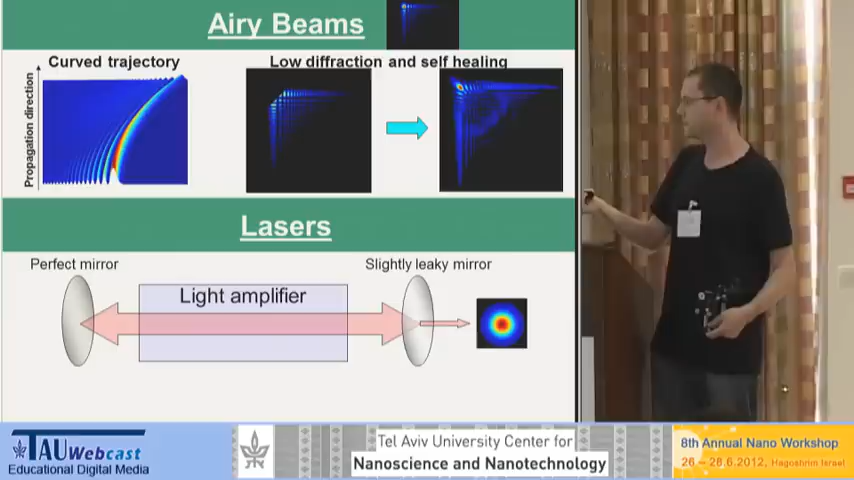 Airy Beams
Curved trajectory
Low diffraction and self healing
Propagation direction
Lasers
Perfect mirror
Slightly leaky mirror
Light amplifier
TAU Webcast
Educational Digital Media
Tel Aviv University Center for
Nanoscience and Nanotechnology
8th Annual Nano Workshop
26 - 28.6.2012, Hagoshrim Israel